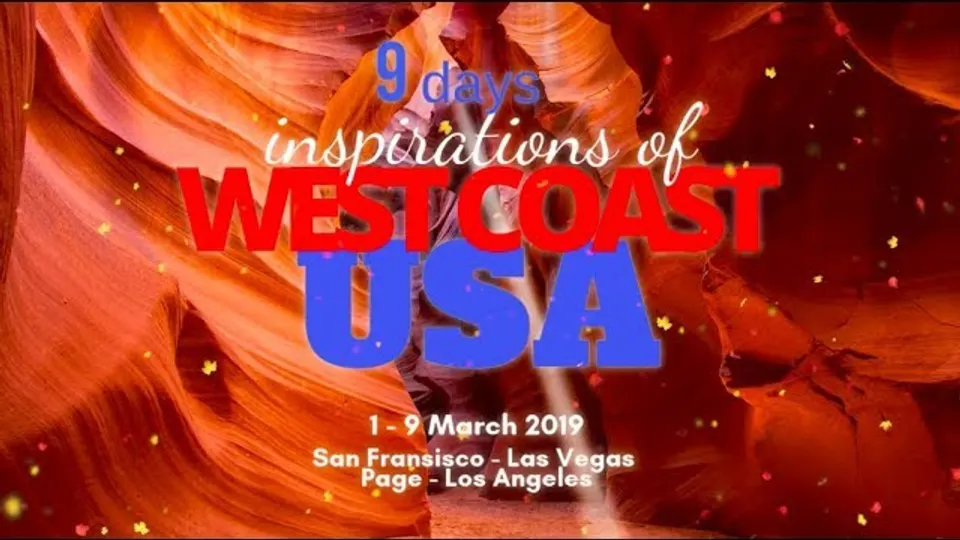 9 days
inspirations of
WEST COAST
USA
1 - 9 March 2019
San Fransisco - Las Vegas
Page - Los Angeles